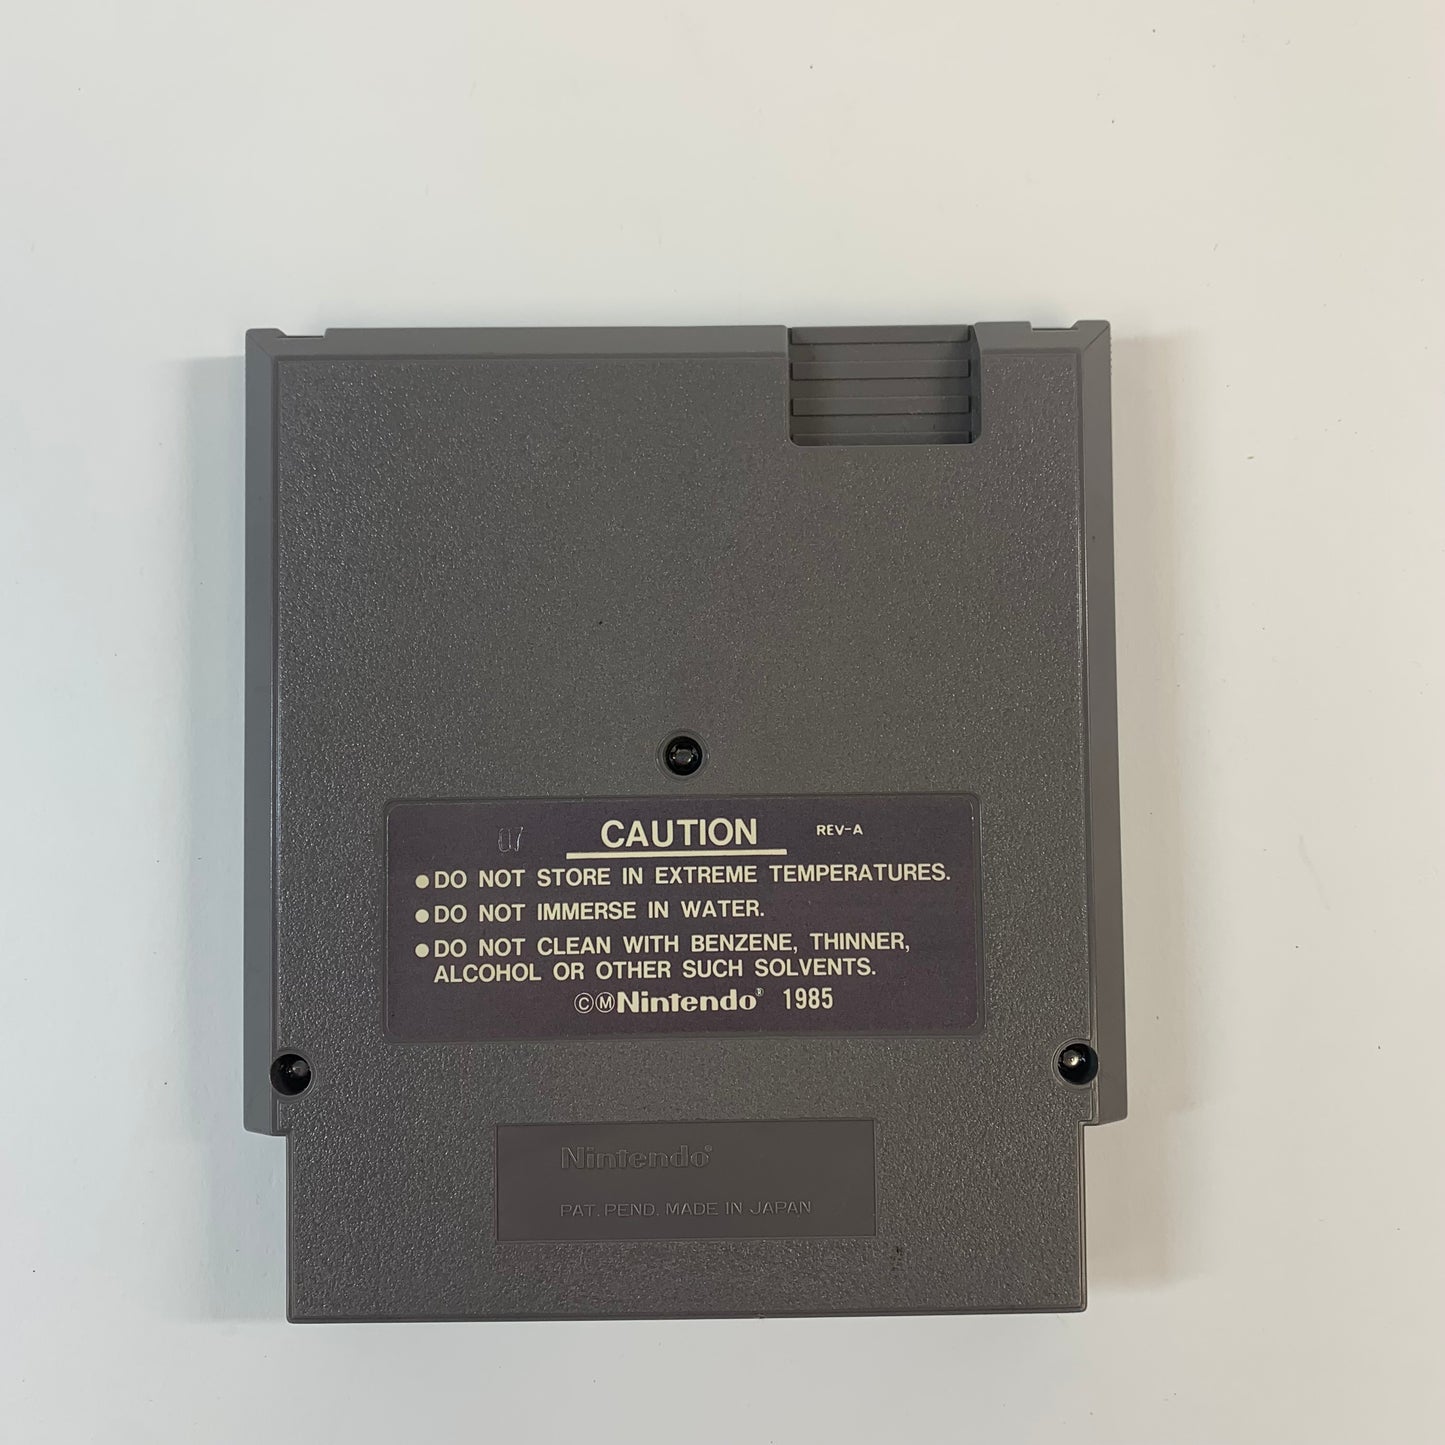 07 CAUTION REV-A
●DO NOT STORE IN EXTREME TEMPERATURES.
●DO NOT IMMERSE IN WATER.
●DO NOT CLEAN WITH BENZENE, THINNER,
ALCOHOL OR OTHER SUCH SOLVENTS.
ⒸⓂNintendo® 1985
Nintendo®
PAT. PEND. MADE IN JAPAN